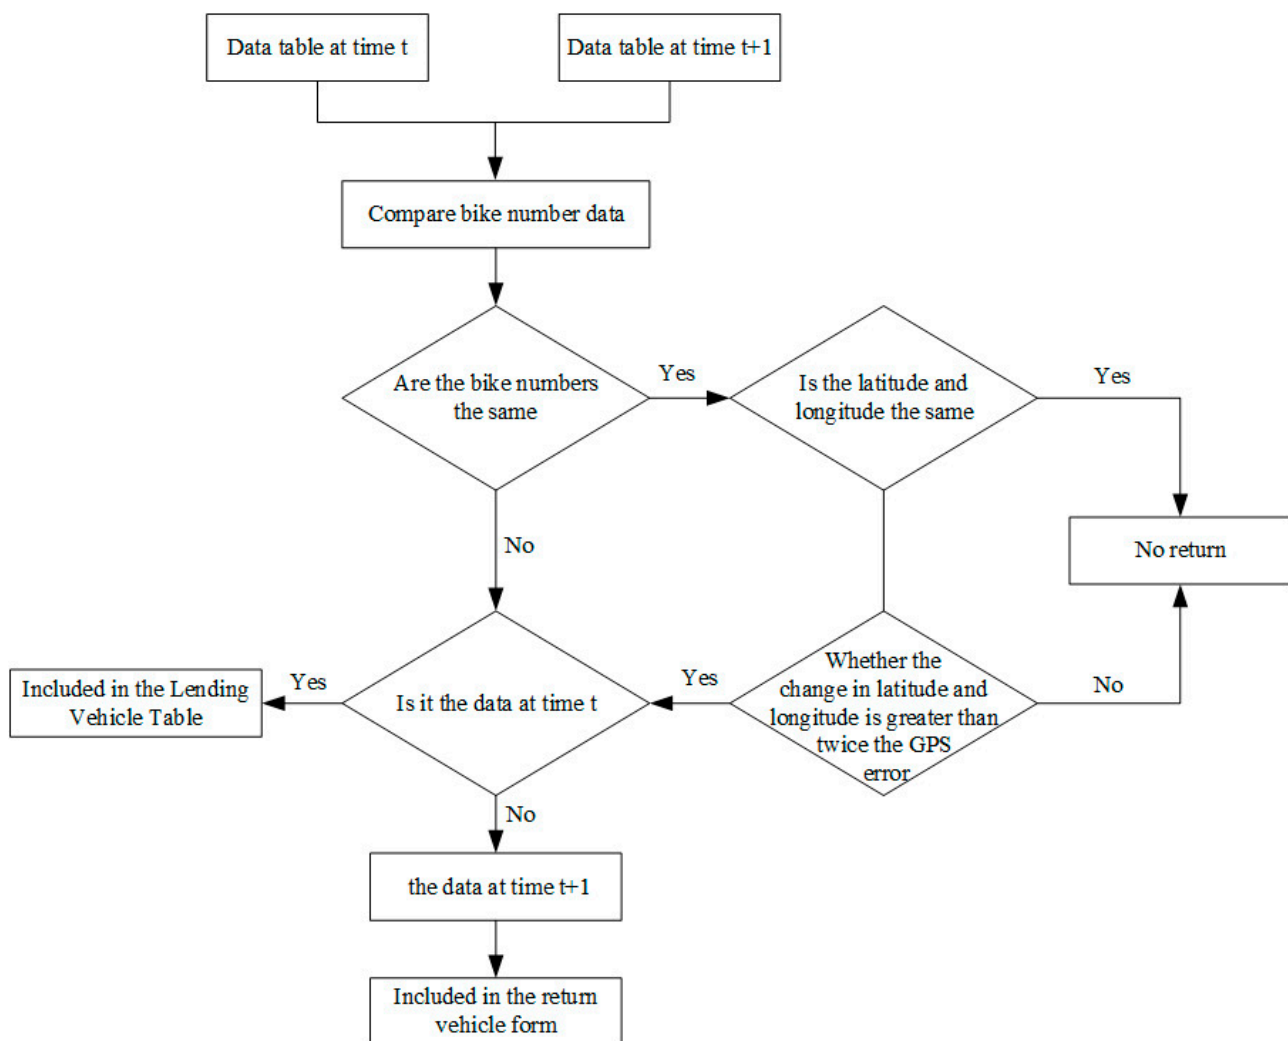 Data table at time t
Data table at time t+1
Compare bike number data
Are the bike numbers
the same
Yes
Is the latitude and
longitude the same
Yes
No
No return
Included in the Lending
Vehicle Table
Yes
Is it the data at time t
Yes
Whether the
change in latitude and
longitude is greater than
twice the GPS
error
No
No
the data at time t+1
Included in the return
vehicle form